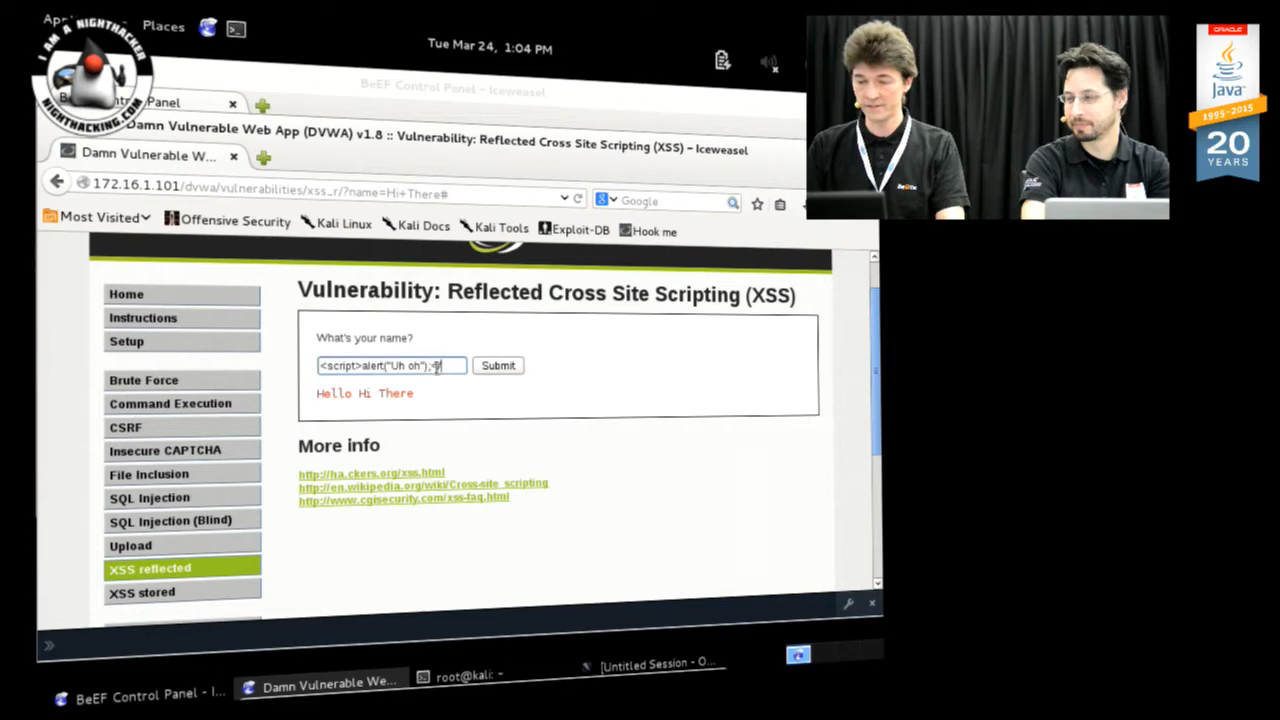 Places
Tue Mar 24, 1:04 PM
I AM A NIGHTHACKER
NIGHTHACKING.COM
BeEF Control Panel - Iceweasel
Panel
Damn Vulnerable Web App (DVWA) v1.8 :: Vulnerability: Reflected Cross Site Scripting (XSS) - Iceweasel
Damn Vulnerable W...
172.16.1.101/dvwa/vulnerabilities/xss_r/?name=Hi+There#
Google
Most Visited
Offensive Security
Kali Linux
Kali Docs
Kali Tools
Exploit-DB
Hook me
ORACLE
Java
1995-2015
20
YEARS
Home
Instructions
Setup
Brute Force
Command Execution
CSRF
Insecure CAPTCHA
File Inclusion
SQL Injection
SQL Injection (Blind)
Upload
XSS reflected
XSS stored
Vulnerability: Reflected Cross Site Scripting (XSS)
What's your name?
<script>alert("Uh oh");
Submit
Hello Hi There
More info
http://ha.ckers.org/xss.html
http://en.wikipedia.org/wiki/Cross-site_scripting
http://www.cgisecurity.com/xss-faq.html
BeEF Control Panel - I...
Damn Vulnerable We...
root@kali: ~
[Untitled Session - O...